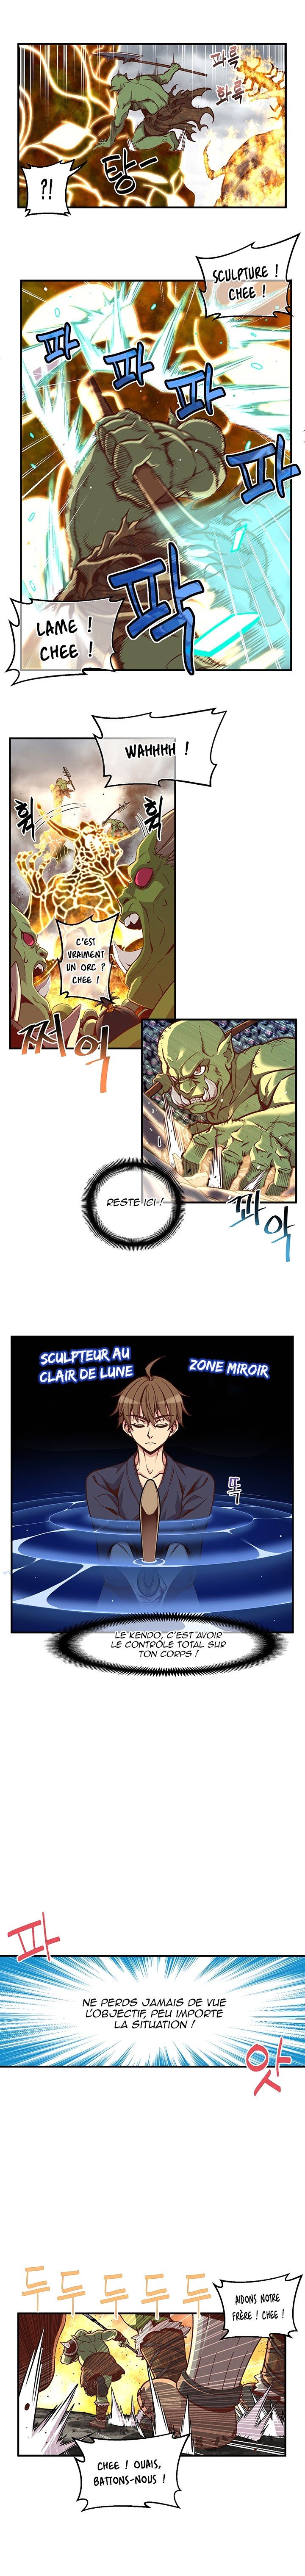 파륵
화륵
탕-
?!
SCULPTURE !
CHEE !
파
파
파
파
팍
LAME !
CHEE !
WAHHHH !
휙
휙
C'EST
VRAIMENT
UN ORC ?
CHEE !
콰억
RESTE ICI !
콰악
SCULPTEUR AU
CLAIR DE LUNE
ZONE MIROIR
똑
LE KENDO, C'EST AVOIR
LE CONTRÔLE TOTAL SUR
TON CORPS !
파
NE PERDS JAMAIS DE VUE
L'OBJECTIF PEU IMPORTE
LA SITUATION !
앗
두두두두두
AIDONS NOTRE
FRÈRE ! CHEE !
CHEE ! OUAIS,
BATTONS-NOUS !